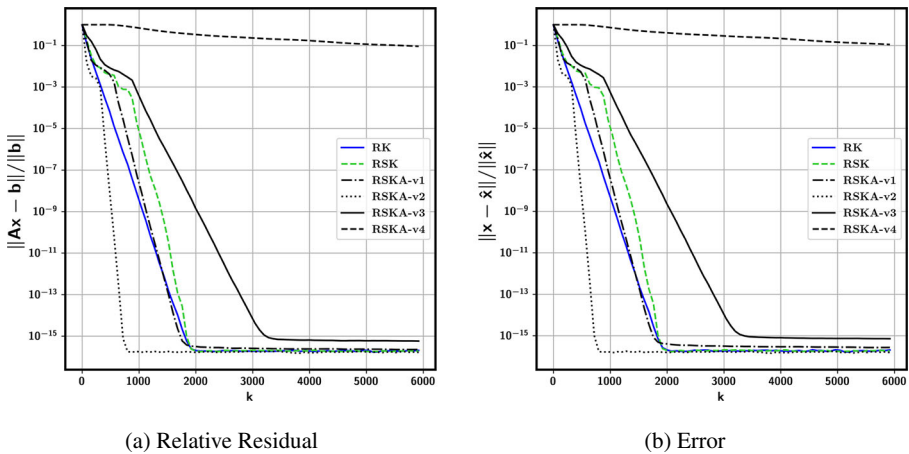 ||Ax − b||/||b||
10⁻¹
10⁻³
10⁻⁵
10⁻⁷
10⁻⁹
10⁻¹¹
10⁻¹³
10⁻¹⁵
RK
RSK
RSKA-v1
RSKA-v2
RSKA-v3
RSKA-v4
0 1000 2000 3000 4000 5000 6000
k
(a) Relative Residual
||x − x̂||/||x̂||
10⁻¹
10⁻³
10⁻⁵
10⁻⁷
10⁻⁹
10⁻¹¹
10⁻¹³
10⁻¹⁵
RK
RSK
RSKA-v1
RSKA-v2
RSKA-v3
RSKA-v4
0 1000 2000 3000 4000 5000 6000
k
(b) Error